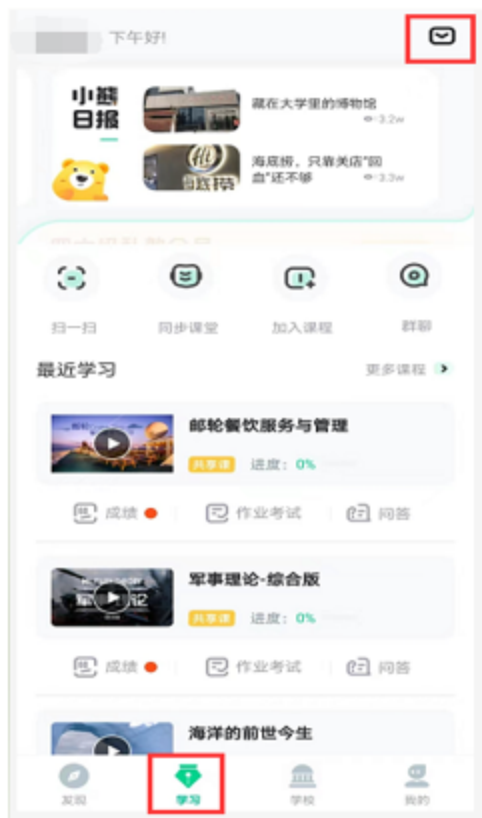 下午好!
小熊
日报
藏在大学里的博物馆
3.2w
海底捞，只靠关店“回
血”还不够
3.3w
扫一扫
同步课堂
加入课程
群聊
最近学习
更多课程
邮轮餐饮服务与管理
共享课 进度：0%
成绩 作业考试 问答
军事理论-综合版
共享课 进度：0%
成绩 作业考试 问答
海洋的前世今生
发现 学习 学校 我的